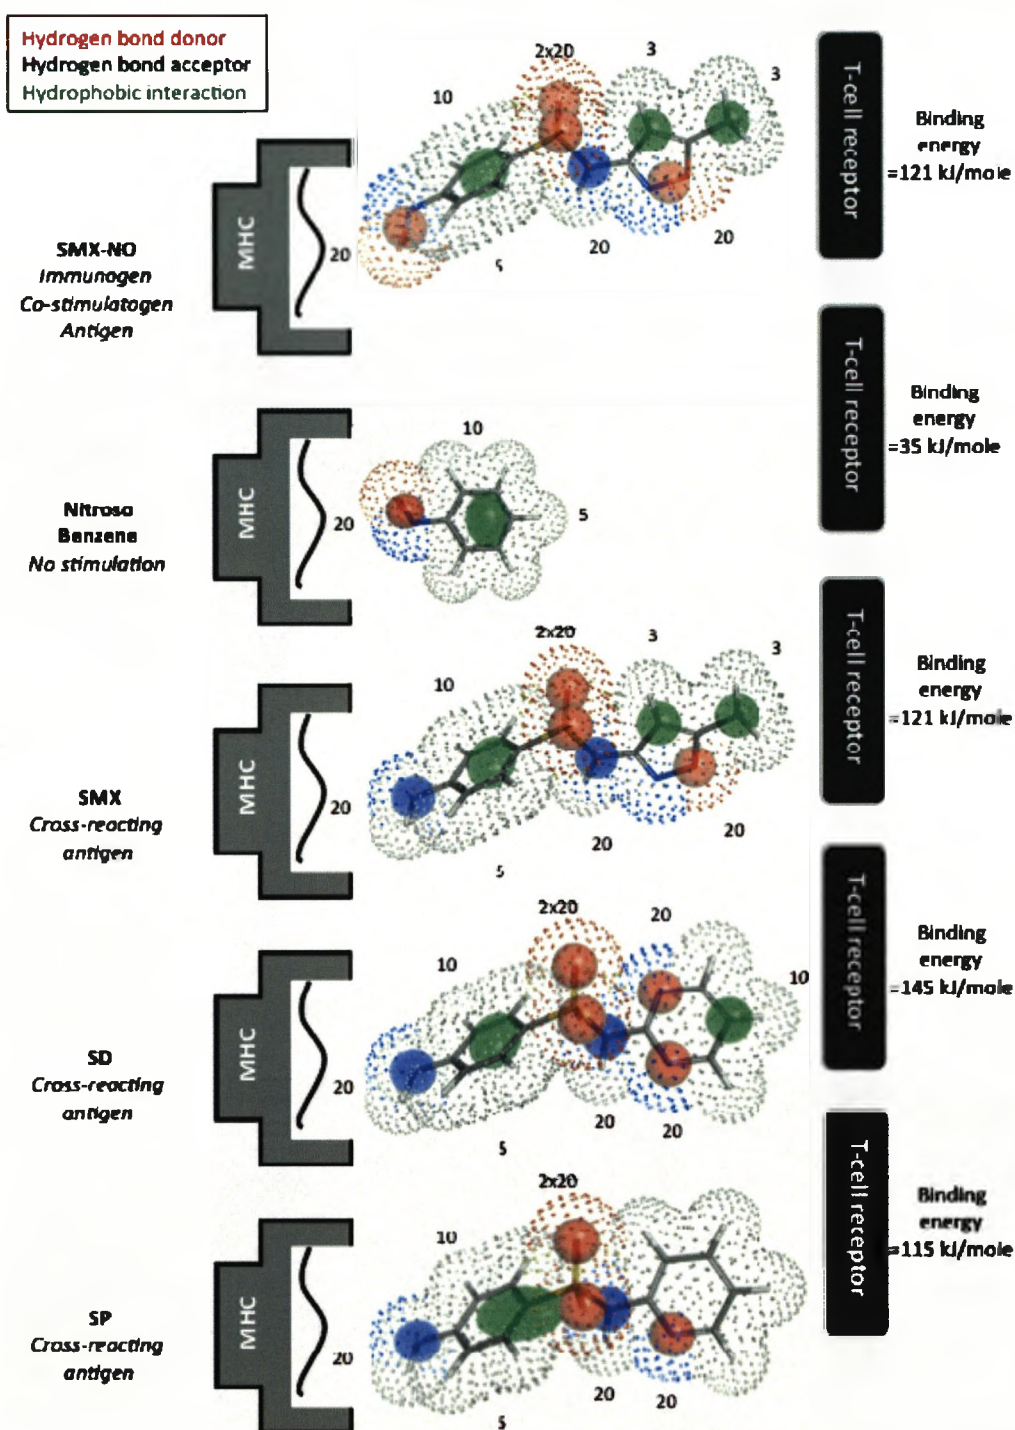 Hydrogen bond donor
Hydrogen bond acceptor
Hydrophobic interaction
SMX-NO
Immunogen
Co-stimulatogen
Antigen
MHC
20
10
5
2x20
3
3
20
20
T-cell receptor
Binding
energy
=121 kJ/mole
Nitroso
Benzene
No stimulation
MHC
20
10
5
T-cell receptor
Binding
energy
=35 kJ/mole
SMX
Cross-reacting
antigen
MHC
20
10
5
2x20
3
3
20
20
T-cell receptor
Binding
energy
=121 kJ/mole
SD
Cross-reacting
antigen
MHC
20
10
5
2x20
20
10
20
20
T-cell receptor
Binding
energy
=145 kJ/mole
SP
Cross-reacting
antigen
MHC
20
10
5
2x20
20
20
T-cell receptor
Binding
energy
=115 kJ/mole